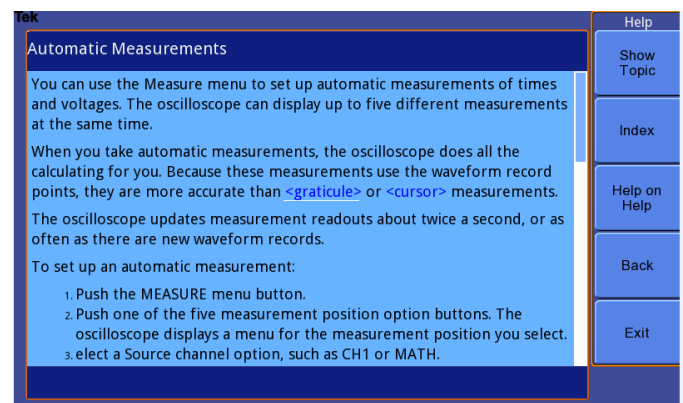 Tek
Help
Automatic Measurements
Show
Topic
You can use the Measure menu to set up automatic measurements of times
and voltages. The oscilloscope can display up to five different measurements
at the same time.
Index
When you take automatic measurements, the oscilloscope does all the
calculating for you. Because these measurements use the waveform record
points, they are more accurate than <graticule> or <cursor> measurements.
Help on
Help
The oscilloscope updates measurement readouts about twice a second, or as
often as there are new waveform records.
To set up an automatic measurement:
Back
1. Push the MEASURE menu button.
2. Push one of the five measurement position option buttons. The
oscilloscope displays a menu for the measurement position you select.
3. elect a Source channel option, such as CH1 or MATH.
Exit